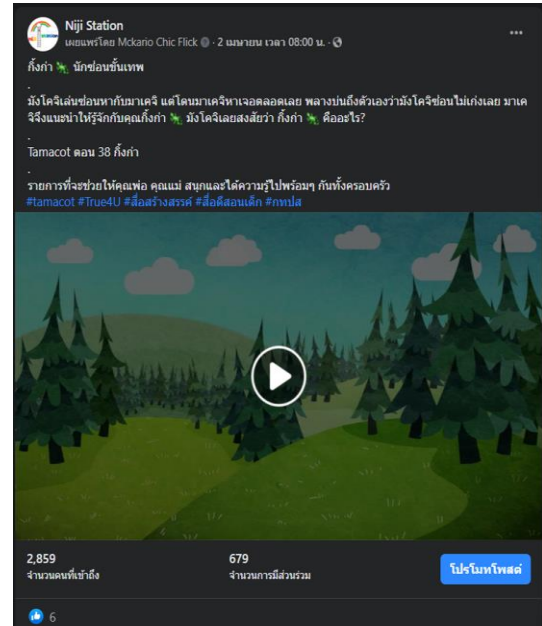 Niji Station
เผยแพร่โดย Mckario Chic Flick · 2 เมษายน เวลา 08:00 น. ·
กิ้งก่า 🦎 นักซ่อนขั้นเทพ
.
มังโคจิเล่นซ่อนหากับมาเคจิ แต่โดนมาเคจิหาเจอตลอดเลย พลางบ่นถึงตัวเองว่ามังโคจิซ่อนไม่เก่งเลย มาเค
จิจึงแนะนำให้รู้จักกับคุณกิ้งก่า 🦎 มังโคจิเลยสงสัยว่า กิ้งก่า 🦎 คืออะไร?
.
Tamacot ตอน 38 กิ้งก่า
.
รายการที่จะช่วยให้คุณพ่อ คุณแม่ สนุกและได้ความรู้ไปพร้อมๆ กันทั้งครอบครัว
#tamacot #True4U #สื่อสร้างสรรค์ #สื่อดีสอนเด็ก #กทปส
2,859
จำนวนคนที่เข้าถึง
679
จำนวนการมีส่วนร่วม
โปรโมทโพสต์
6